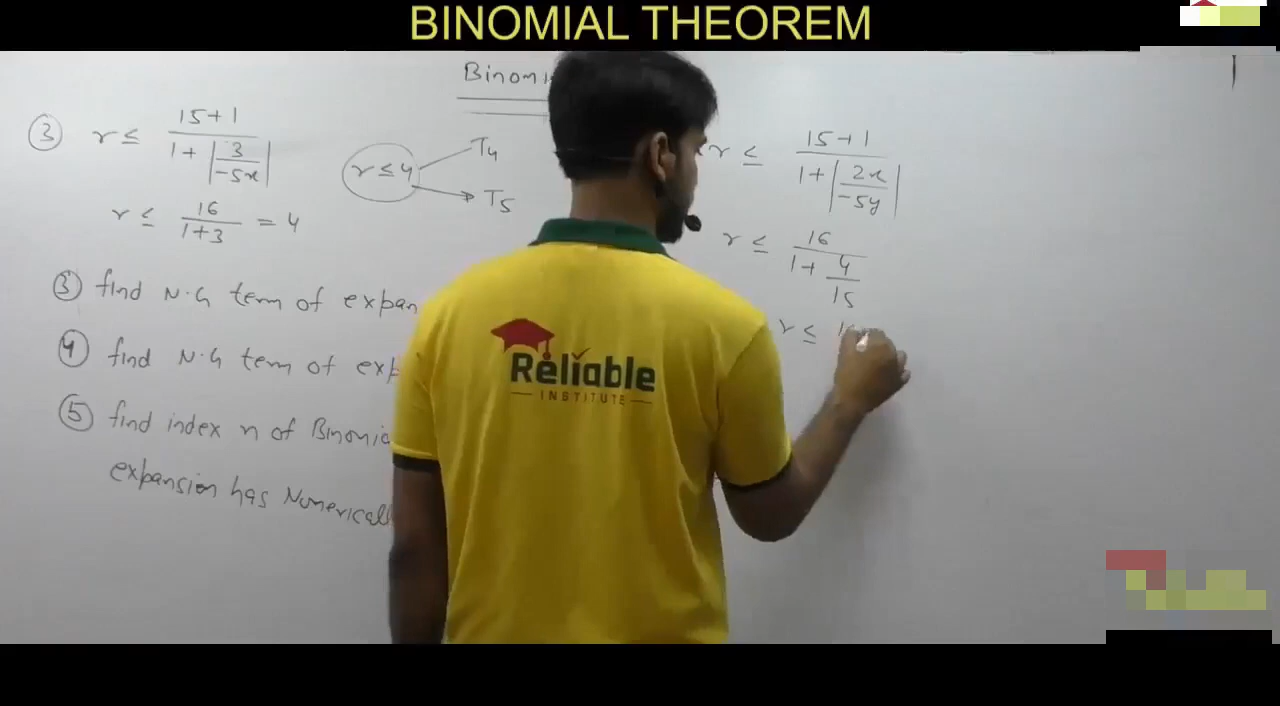 BINOMIAL THEOREM
Binomi
③ r ≤ 15+1 / 1+|3/-5x|
r ≤ 16 / 1+3 = 4
r ≤ 4
T₄
T₅
③ find N.G term of expan
④ find N.G term of exp
⑤ find index n of Binomia
expansion has Numericall
Reliable
INSTITUTE
r ≤ 15+1 / 1+|2x/-5y|
r ≤ 16 / 1+4/15
r ≤